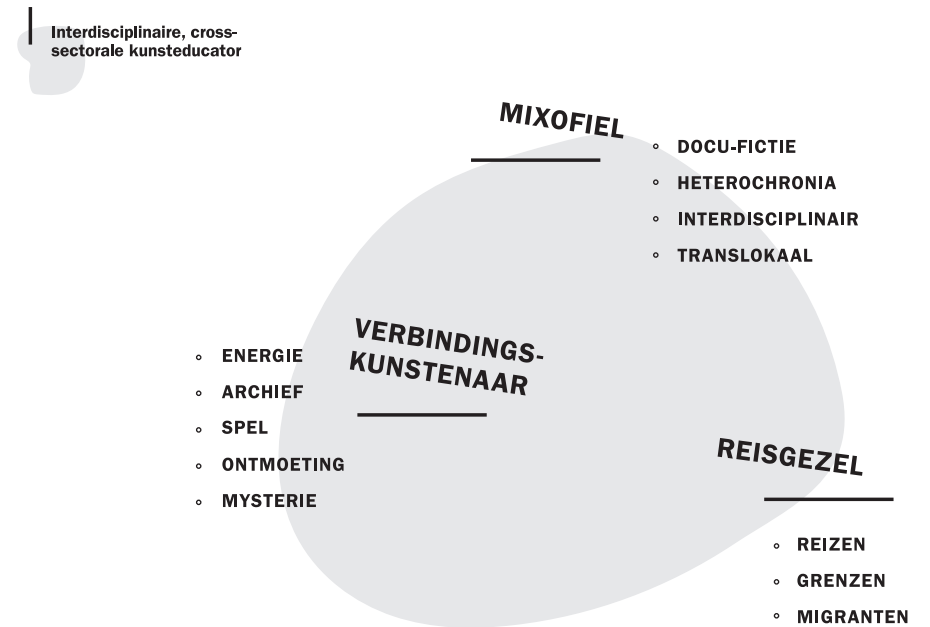 Interdisciplinaire, cross-
sectorale kunsteducator
MIXOFIEL
DOCU-FICTIE
HETEROCHRONIA
INTERDISCIPLINAIR
TRANSLOKAAL
VERBINDINGS-
KUNSTENAAR
ENERGIE
ARCHIEF
SPEL
ONTMOETING
MYSTERIE
REISGEZEL
REIZEN
GRENZEN
MIGRANTEN